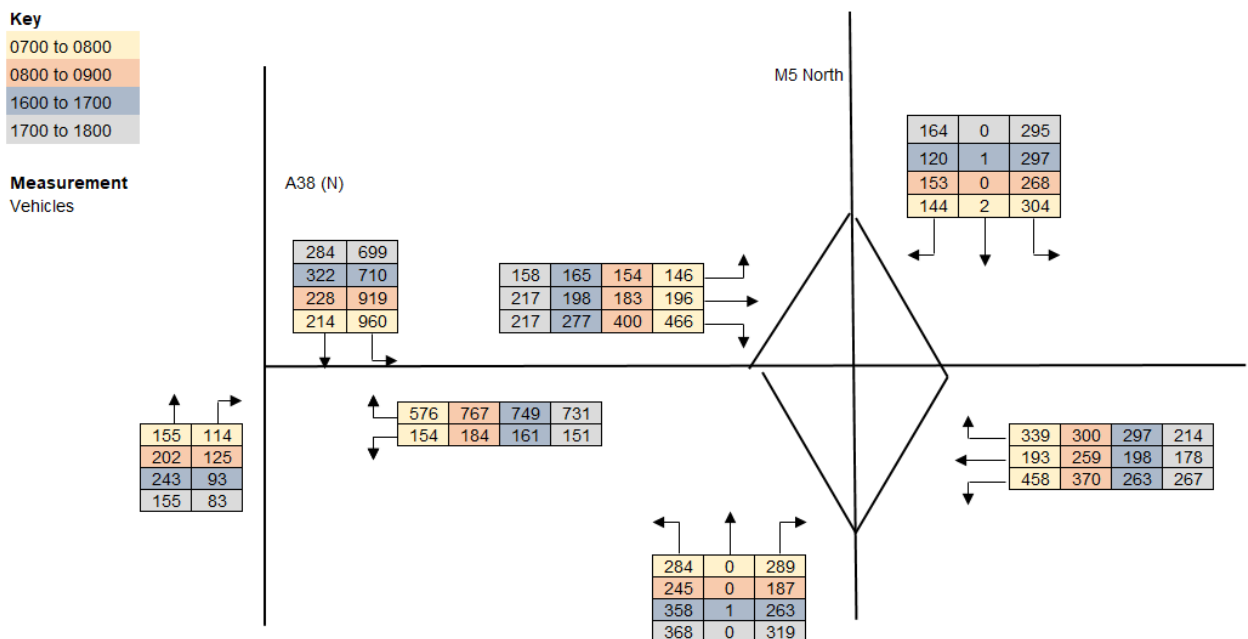 Key
0700 to 0800
0800 to 0900
1600 to 1700
1700 to 1800
Measurement
Vehicles
A38 (N)
M5 North
164 0 295
120 1 297
153 0 268
144 2 304
284 699
322 710
228 919
214 960
158 165 154 146
217 198 183 196
217 277 400 466
576 767 749 731
154 184 161 151
155 114
202 125
243 93
155 83
339 300 297 214
193 259 198 178
458 370 263 267
284 0 289
245 0 187
358 1 263
368 0 319